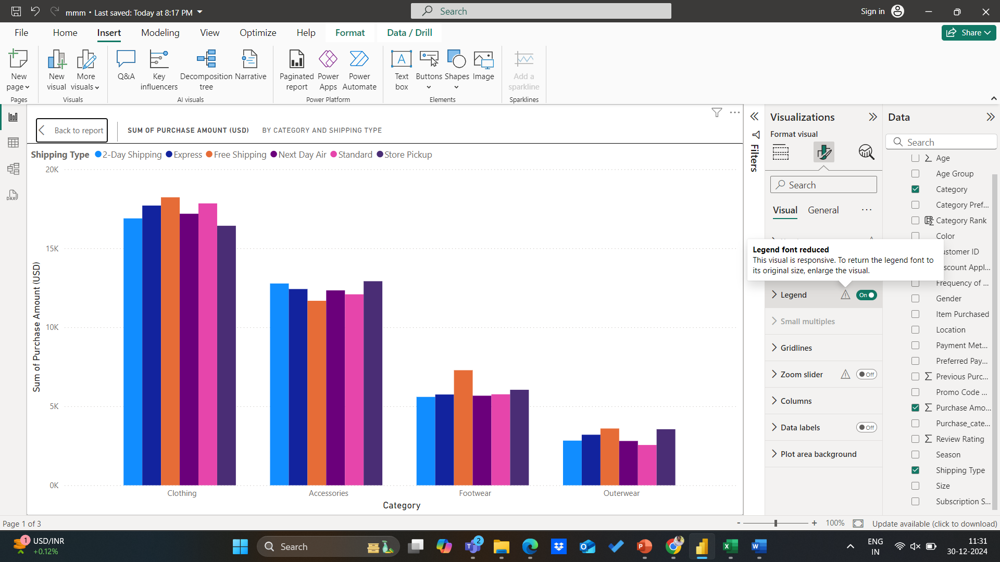 mmm • Last saved: Today at 8:17 PM
Search
Sign in
File Home Insert Modeling View Optimize Help Format Data / Drill
Share
New page
Pages
New visual
More visuals
Visuals
Q&A
Key influencers
Decomposition tree
Narrative
AI visuals
Paginated report
Power Apps
Power Automate
Power Platform
Text box
Buttons
Shapes
Image
Elements
Add a sparkline
Sparklines
Back to report
SUM OF PURCHASE AMOUNT (USD) BY CATEGORY AND SHIPPING TYPE
Shipping Type 2-Day Shipping Express Free Shipping Next Day Air Standard Store Pickup
20K
15K
10K
5K
0K
Sum of Purchase Amount (USD)
Clothing Accessories Footwear Outerwear
Category
Filters
Visualizations
Format visual
Search
Visual General
Legend font reduced
This visual is responsive. To return the legend font to
its original size, enlarge the visual.
Legend On
Small multiples
Gridlines
Zoom slider Off
Columns
Data labels Off
Plot area background
Data
Search
Age
Age Group
Category
Category Pref...
Category Rank
Color
ustomer ID
scount Appl...
Frequency of ...
Gender
Item Purchased
Location
Payment Met...
Preferred Pay...
Previous Purc...
Promo Code ...
Purchase Amo...
Purchase_cate...
Review Rating
Season
Shipping Type
Size
Subscription S...
DAX
Page 1 of 3
- + 100%
Update available (click to download)
1
USD/INR
+0.12%
Search
2
ENG
IN
11:31
30-12-2024